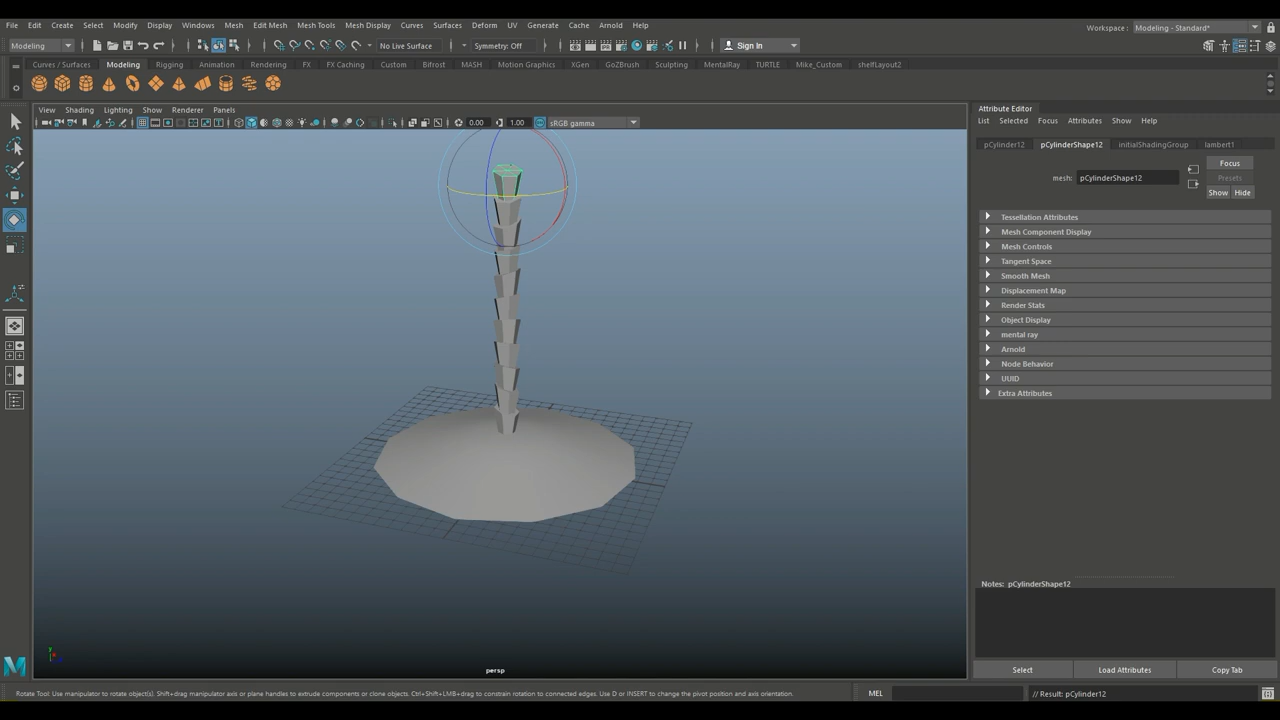 File Edit Create Select Modify Display Windows Mesh Edit Mesh Mesh Tools Mesh Display Curves Surfaces Deform UV Generate Cache Arnold Help
Workspace : Modeling - Standard*
Modeling No Live Surface Symmetry: Off Sign In
Curves / Surfaces Modeling Rigging Animation Rendering FX FX Caching Custom Bifrost MASH Motion Graphics XGen GoZBrush Sculpting MentalRay TURTLE Mike_Custom shelfLayout2
View Shading Lighting Show Renderer Panels
0.00 1.00 sRGB gamma
persp
Attribute Editor
List Selected Focus Attributes Show Help
pCylinder12 pCylinderShape12 initialShadingGroup lambert1
Focus
mesh: pCylinderShape12 Presets
Show Hide
Tessellation Attributes
Mesh Component Display
Mesh Controls
Tangent Space
Smooth Mesh
Displacement Map
Render Stats
Object Display
mental ray
Arnold
Node Behavior
UUID
Extra Attributes
Notes: pCylinderShape12
Select Load Attributes Copy Tab
Rotate Tool: Use manipulator to rotate object(s). Shift+drag manipulator axis or plane handles to extrude components or clone objects. Ctrl+Shift+LMB+drag to constrain rotation to connected edges. Use D or INSERT to change the pivot position and axis orientation.
MEL // Result: pCylinder12